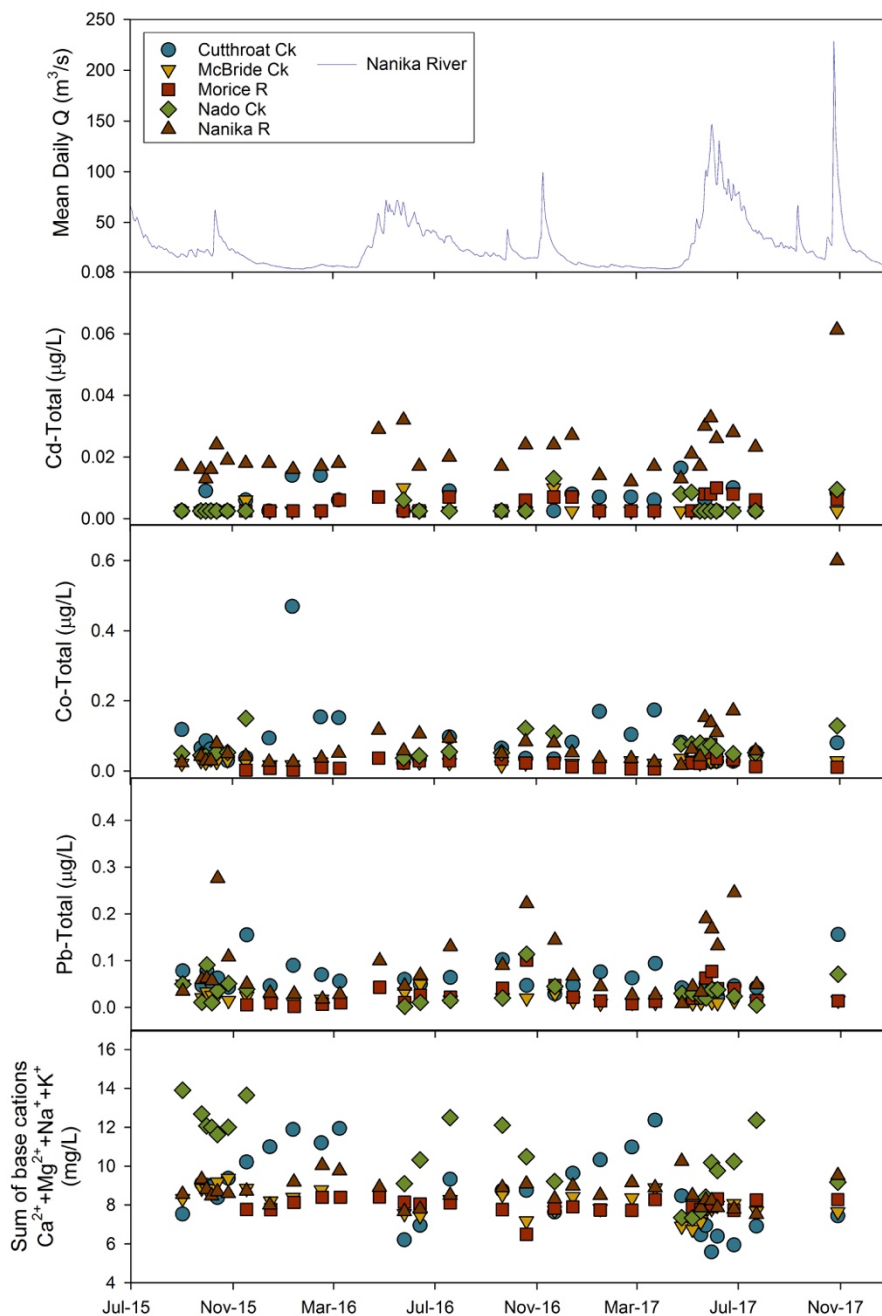 250
200
150
100
50
0.08
Mean Daily Q (m³/s)
Cutthroat Ck
McBride Ck
Morice R
Nado Ck
Nanika R
Nanika River
0.06
0.04
0.02
0.00
Cd-Total (µg/L)
0.6
0.4
0.2
0.0
Co-Total (µg/L)
0.4
0.3
0.2
0.1
0.0
Pb-Total (µg/L)
16
14
12
10
8
6
4
Sum of base cations
Ca²⁺+Mg²⁺+Na⁺+K⁺
(mg/L)
Jul-15 Nov-15 Mar-16 Jul-16 Nov-16 Mar-17 Jul-17 Nov-17